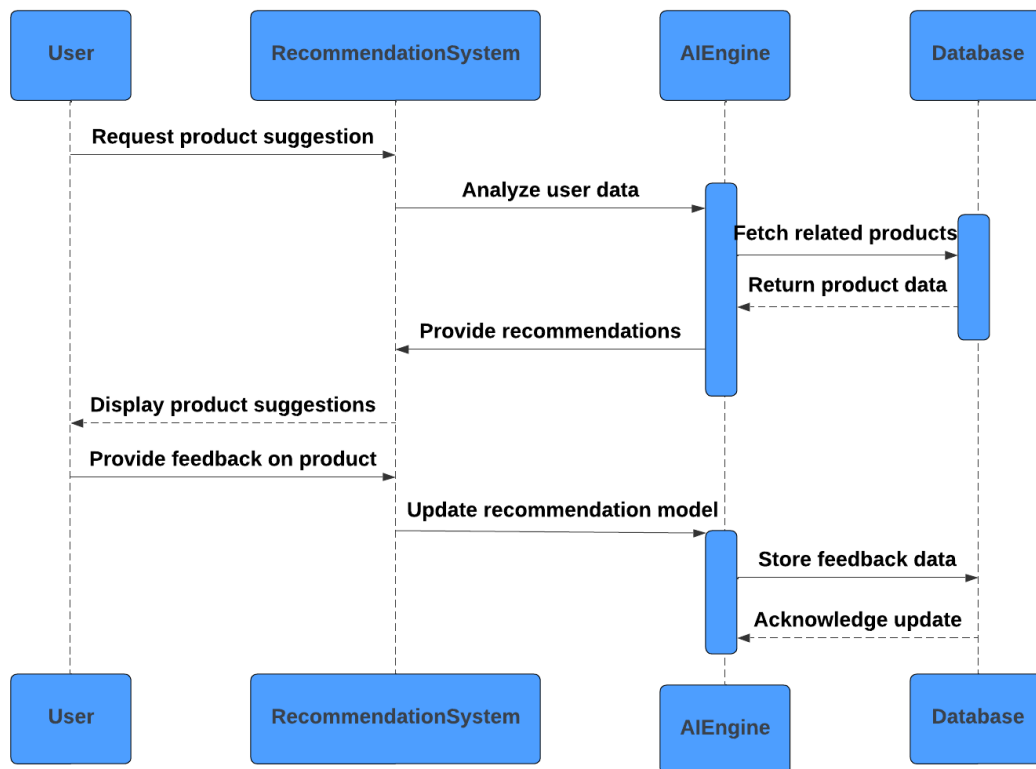 User
RecommendationSystem
AIEngine
Database
Request product suggestion
Analyze user data
Fetch related products
Return product data
Provide recommendations
Display product suggestions
Provide feedback on product
Update recommendation model
Store feedback data
Acknowledge update
User
RecommendationSystem
AIEngine
Database